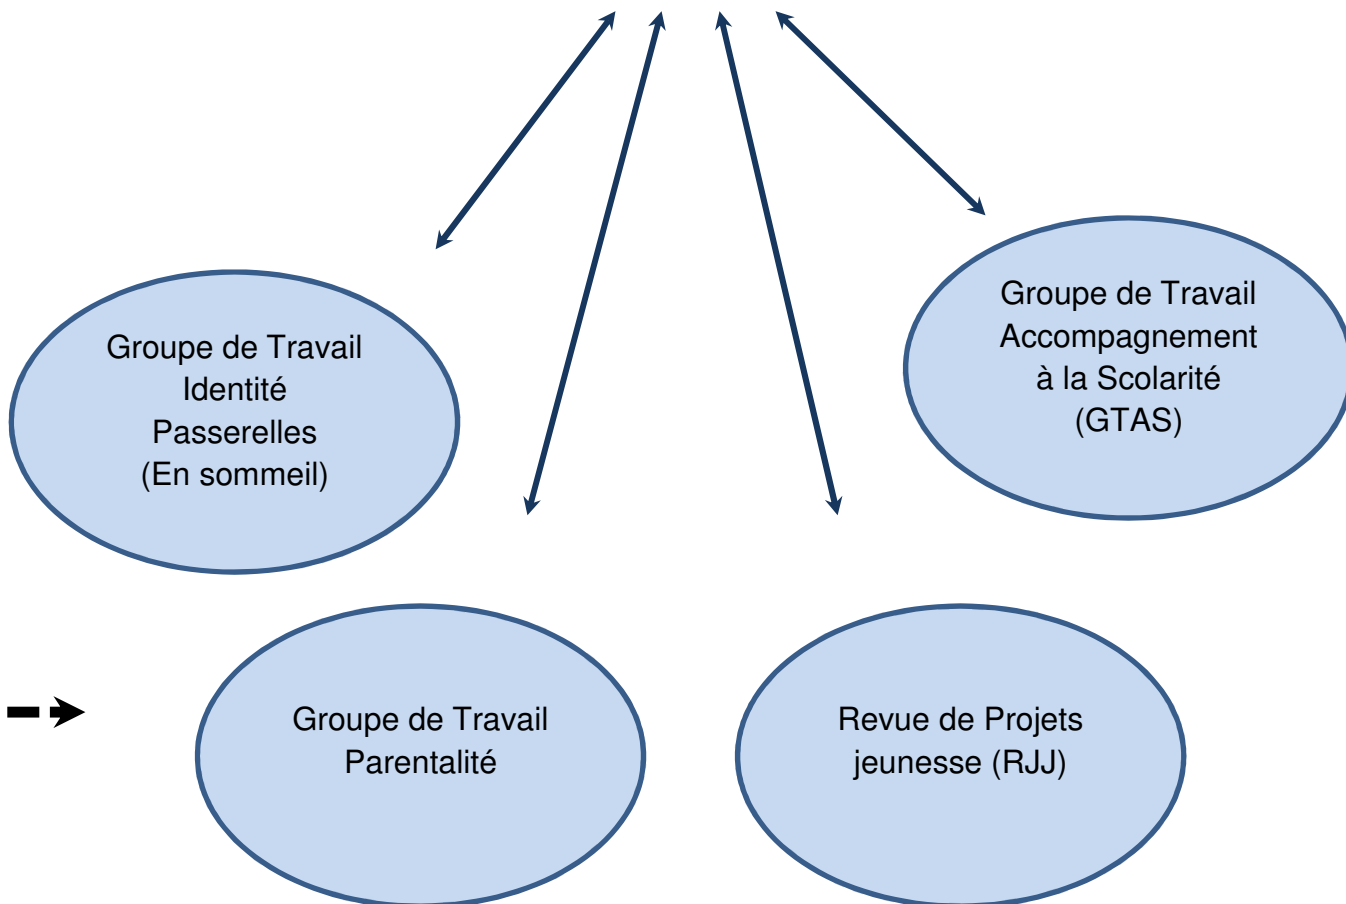 Groupe de Travail
Identité
Passerelles
(En sommeil)
Groupe de Travail
Accompagnement
à la Scolarité
(GTAS)
Groupe de Travail
Parentalité
Revue de Projets
jeunesse (RJJ)